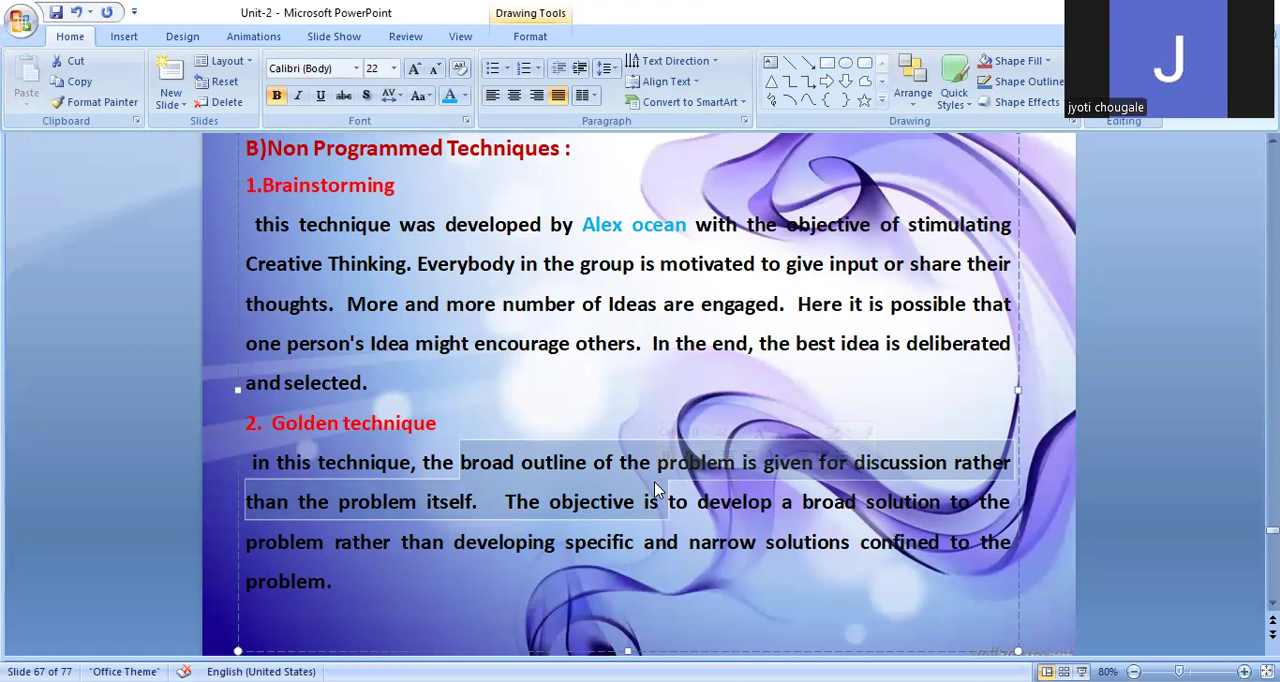 Unit-2 - Microsoft PowerPoint
Drawing Tools
Home Insert Design Animations Slide Show Review View Format
Paste
Cut
Copy
Format Painter
Clipboard
New Slide
Layout
Reset
Delete
Slides
Calibri (Body) 22
B I U abe S AV Aa A
Font
Text Direction
Align Text
Convert to SmartArt
Paragraph
Arrange
Quick Styles
Shape Fill
Shape Outline
Shape Effects
Drawing
Editing
J
jyoti chougale
B)Non Programmed Techniques :
1.Brainstorming
this technique was developed by Alex ocean with the objective of stimulating
Creative Thinking. Everybody in the group is motivated to give input or share their
thoughts. More and more number of Ideas are engaged. Here it is possible that
one person's Idea might encourage others. In the end, the best idea is deliberated
and selected.
2. Golden technique
in this technique, the broad outline of the problem is given for discussion rather
than the problem itself. The objective is to develop a broad solution to the
problem rather than developing specific and narrow solutions confined to the
problem.
Slide 67 of 77 "Office Theme" English (United States) 80%